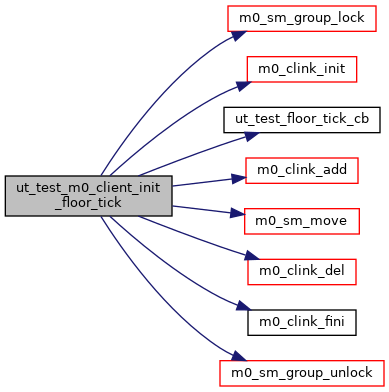 ut_test_m0_client_init
_floor_tick
m0_sm_group_lock
m0_clink_init
ut_test_floor_tick_cb
m0_clink_add
m0_sm_move
m0_clink_del
m0_clink_fini
m0_sm_group_unlock